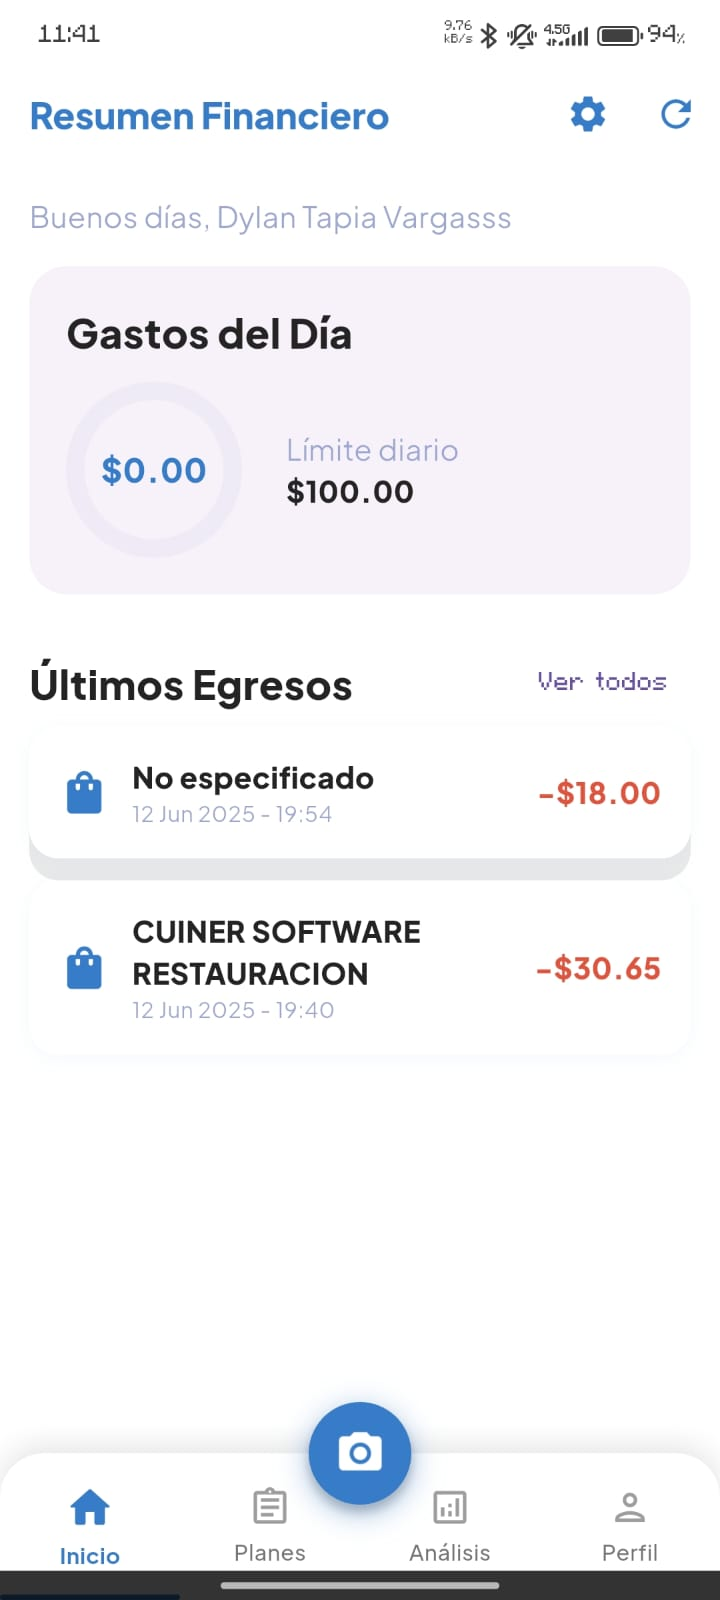 11:41
9.76
kB/s
4.5G
94%
Resumen Financiero
Buenos días, Dylan Tapia Vargasss
Gastos del Día
$0.00
Límite diario
$100.00
Últimos Egresos
Ver todos
No especificado
12 Jun 2025 - 19:54
-$18.00
CUINER SOFTWARE
RESTAURACION
12 Jun 2025 - 19:40
-$30.65
Inicio
Planes
Análisis
Perfil